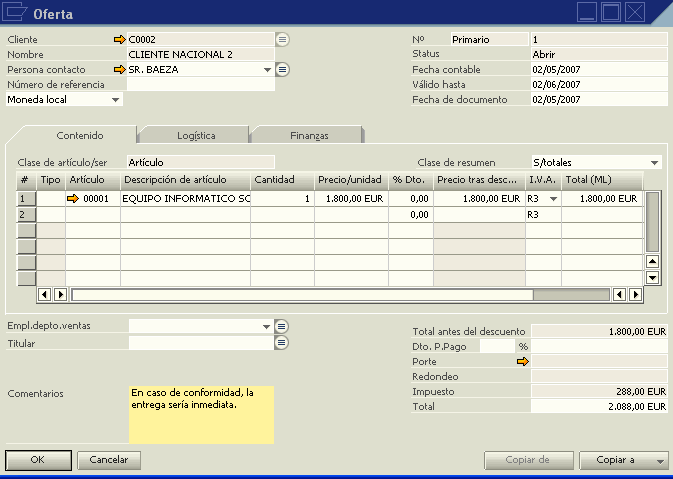 Oferta
Cliente C0002 Nº Primario 1
Nombre CLIENTE NACIONAL 2 Status Abrir
Persona contacto SR. BAEZA Fecha contable 02/05/2007
Número de referencia Válido hasta 02/06/2007
Moneda local Fecha de documento 02/05/2007
Contenido Logística Finanzas
Clase de artículo/ser Artículo Clase de resumen S/totales
# Tipo Artículo Descripción de artículo Cantidad Precio/unidad % Dto. Precio tras desc... I.V.A. Total (ML)
1 00001 EQUIPO INFORMATICO SC 1 1.800,00 EUR 0,00 1.800,00 EUR R3 1.800,00 EUR
2 0,00 R3
Empl.depto.ventas
Titular
Total antes del descuento 1.800,00 EUR
Dto. P.Pago %
Porte
Redondeo
Impuesto 288,00 EUR
Total 2.088,00 EUR
Comentarios En caso de conformidad, la
entrega sería inmediata.
OK Cancelar Copiar de Copiar a